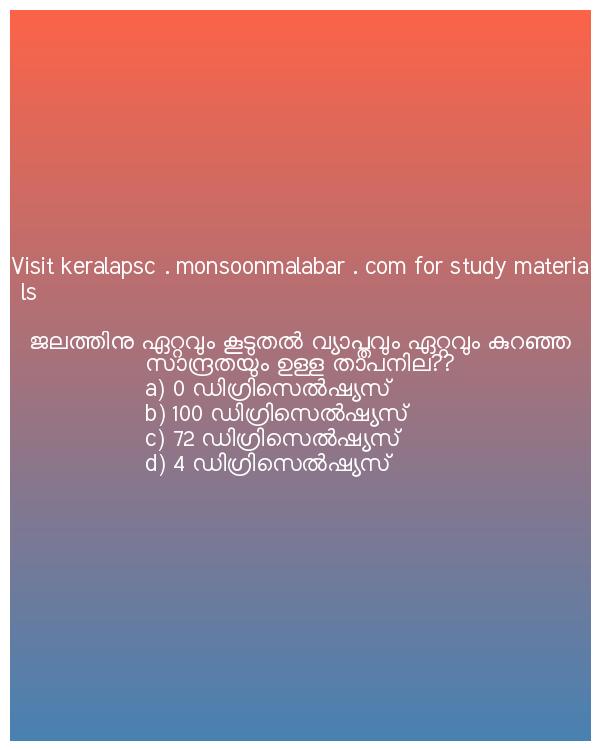 Visit keralapsc . monsoonmalabar . com for study materia
ls
ജലത്തിനു ഏറ്റവും കൂടുതൽ വ്യാപ്തവും ഏറ്റവും കുറഞ്ഞ
സാന്ദ്രതയും ഉള്ള താപനില??
a) 0 ഡിഗ്രിസെൽഷ്യസ്
b) 100 ഡിഗ്രിസെൽഷ്യസ്
c) 72 ഡിഗ്രിസെൽഷ്യസ്
d) 4 ഡിഗ്രിസെൽഷ്യസ്